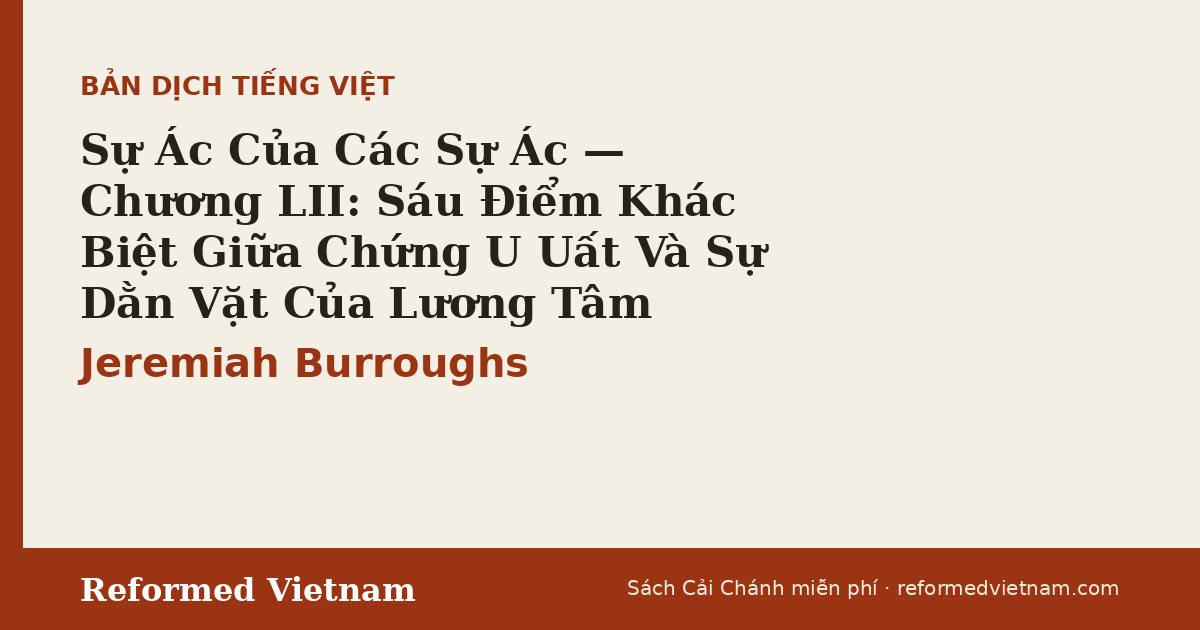 BẢN DỊCH TIẾNG VIỆT
Sự Ác Của Các Sự Ác —
Chương LII: Sáu Điểm Khác
Biệt Giữa Chứng U Uất Và Sự
Dằn Vặt Của Lương Tâm
Jeremiah Burroughs
Reformed Vietnam
Sách Cải Chánh miễn phí · reformedvietnam.com